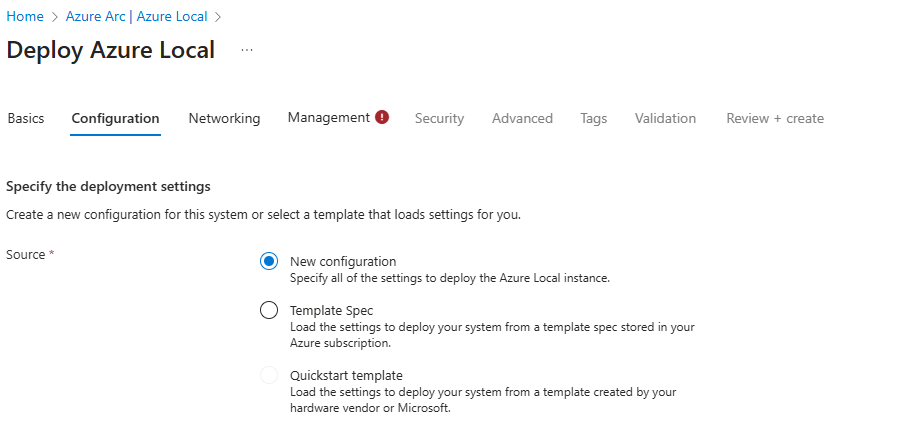 Home > Azure Arc | Azure Local >
Deploy Azure Local ...
Basics Configuration Networking Management ! Security Advanced Tags Validation Review + create
Specify the deployment settings
Create a new configuration for this system or select a template that loads settings for you.
Source *
New configuration
Specify all of the settings to deploy the Azure Local instance.
Template Spec
Load the settings to deploy your system from a template spec stored in your
Azure subscription.
Quickstart template
Load the settings to deploy your system from a template created by your
hardware vendor or Microsoft.